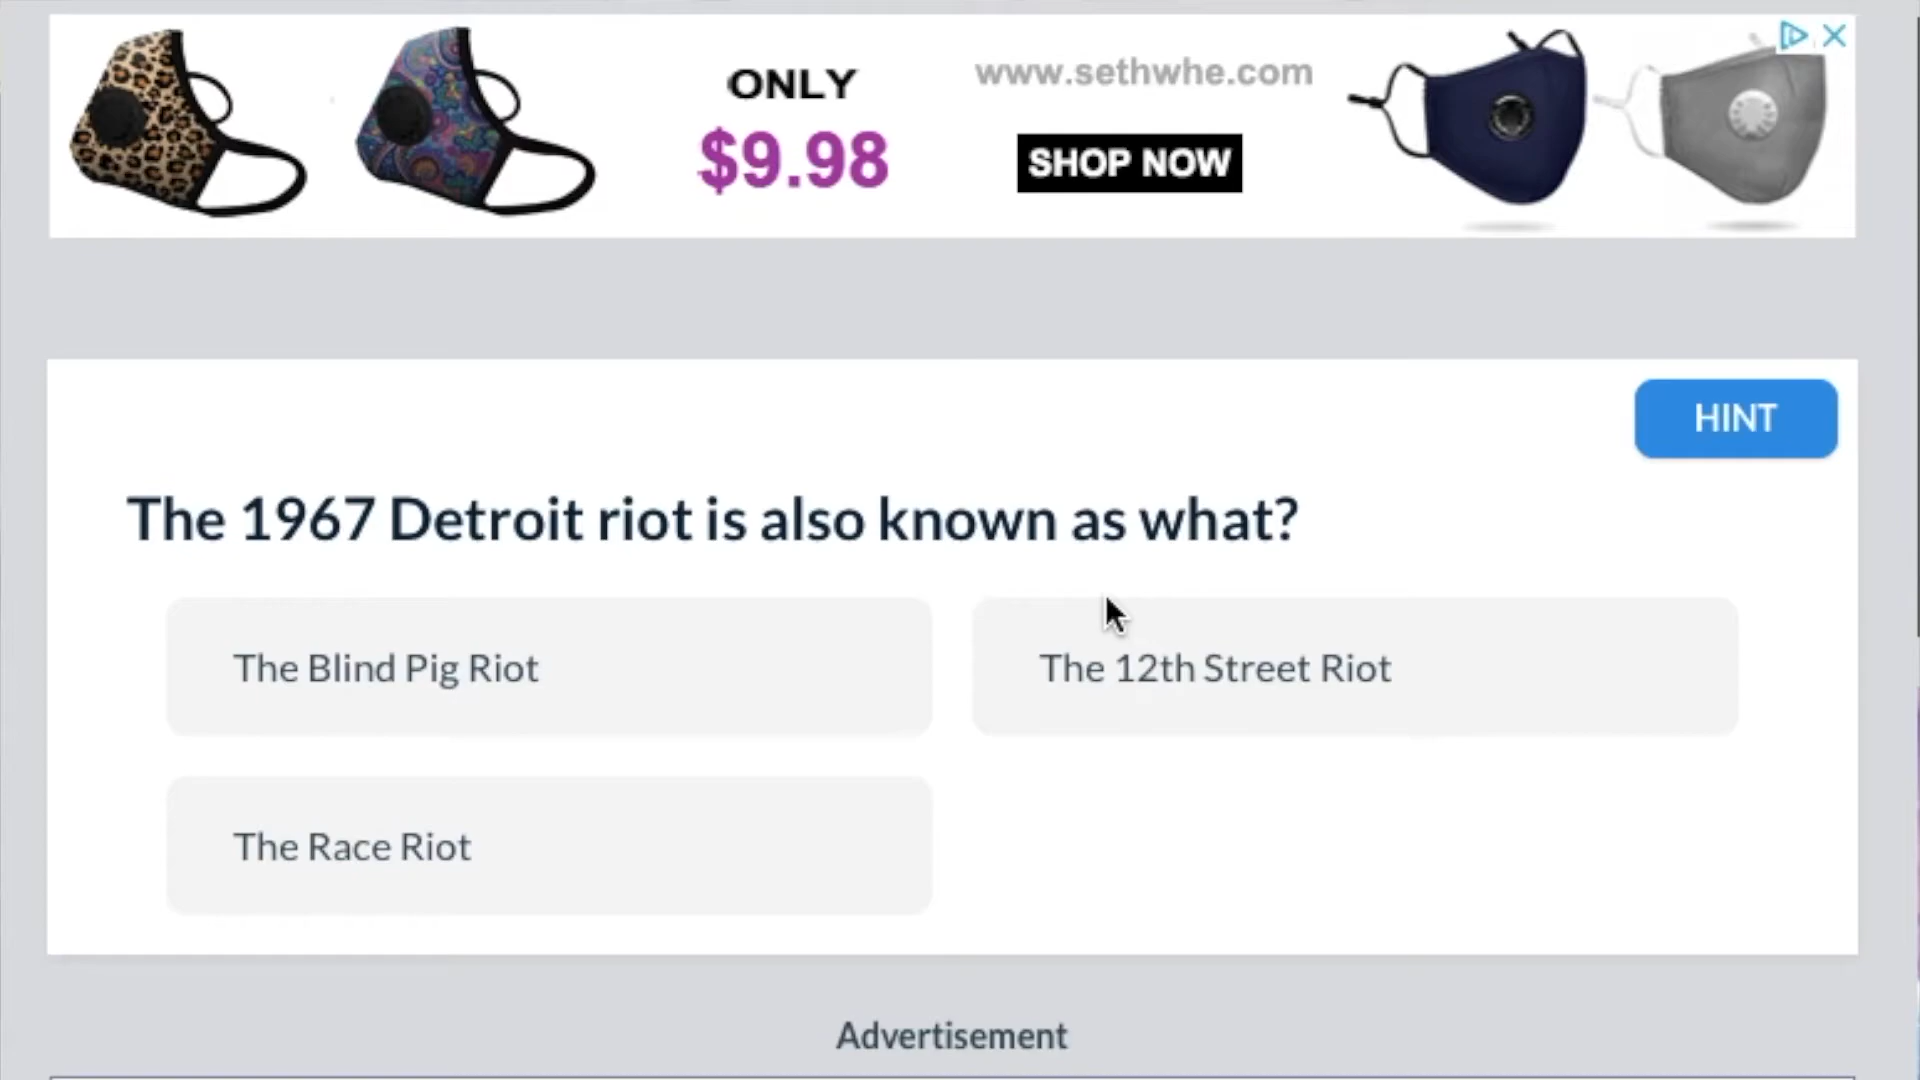 ONLY
$9.98
www.sethwhe.com
SHOP NOW
HINT
The 1967 Detroit riot is also known as what?
The Blind Pig Riot
The 12th Street Riot
The Race Riot
Advertisement